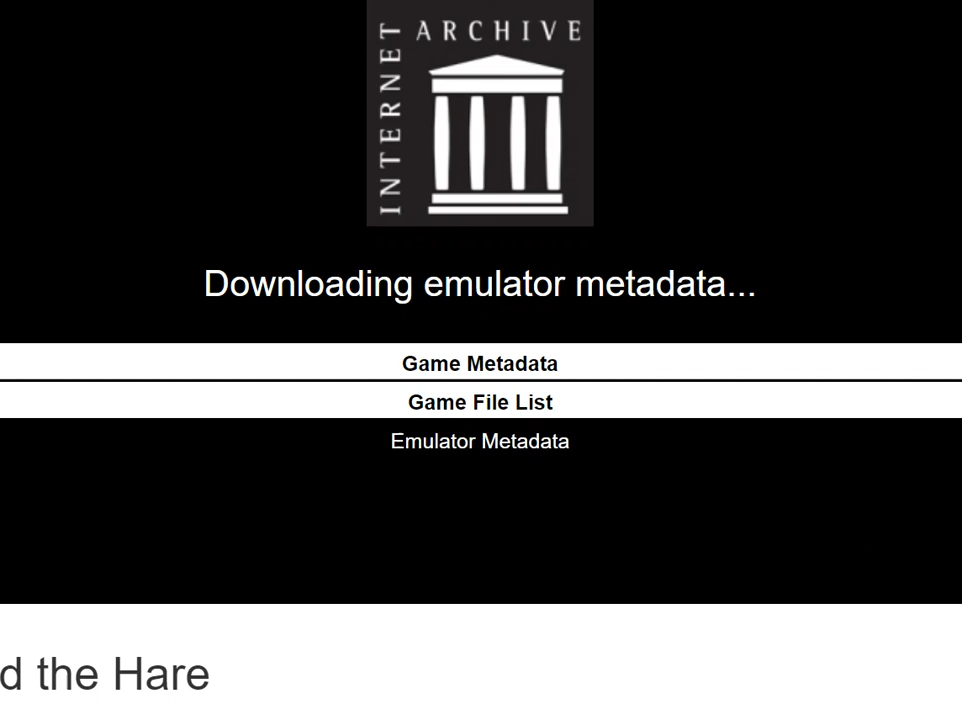 INTERNET
ARCHIVE
Downloading emulator metadata...
Game Metadata
Game File List
Emulator Metadata
d the Hare